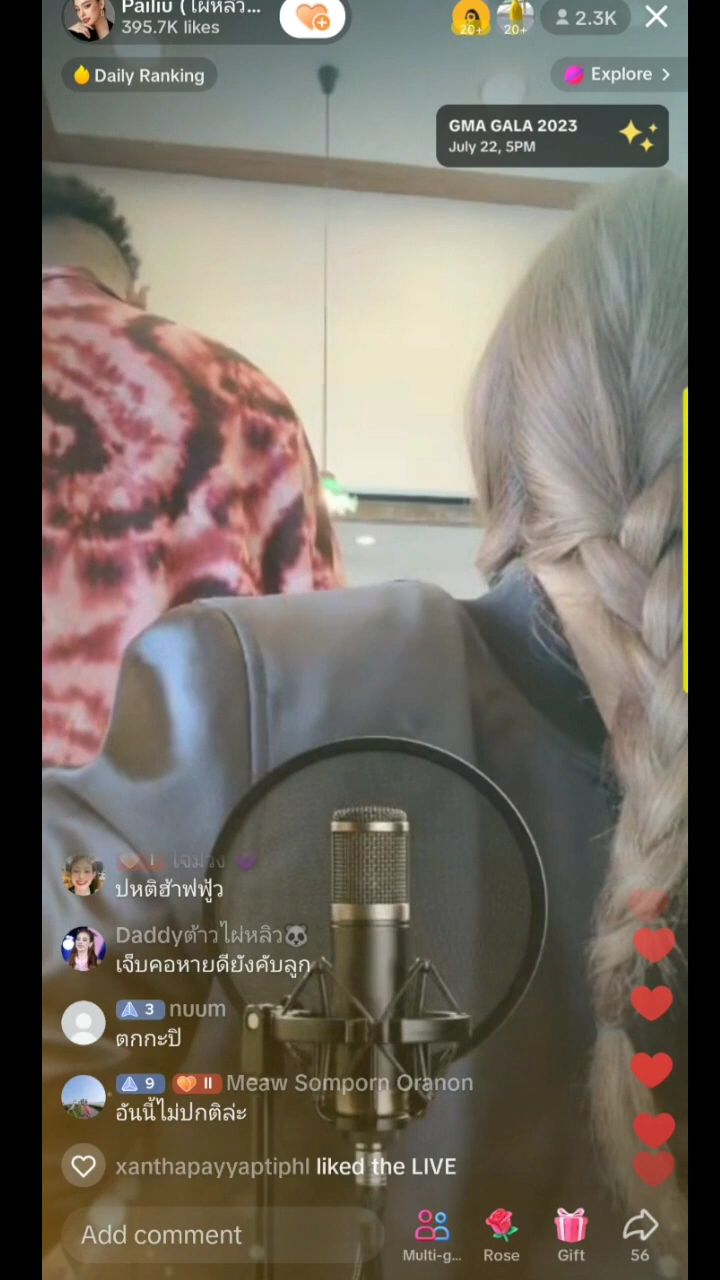 Pailiu (ไผ่หลิว...
395.7K likes
20+
20+
2.3K
Daily Ranking
Explore
GMA GALA 2023
July 22, 5PM
ปหติฮ้าฟฟู้ว
Daddyต้าวไผ่หลิว
เจ็บคอหายดียังคับลูก
3 nuum
ตกกะปิ
9 II Meaw Somporn Oranon
อันนี้ไม่ปกติล่ะ
xanthapayyaptiphl liked the LIVE
Add comment
Multi-g... Rose Gift 56